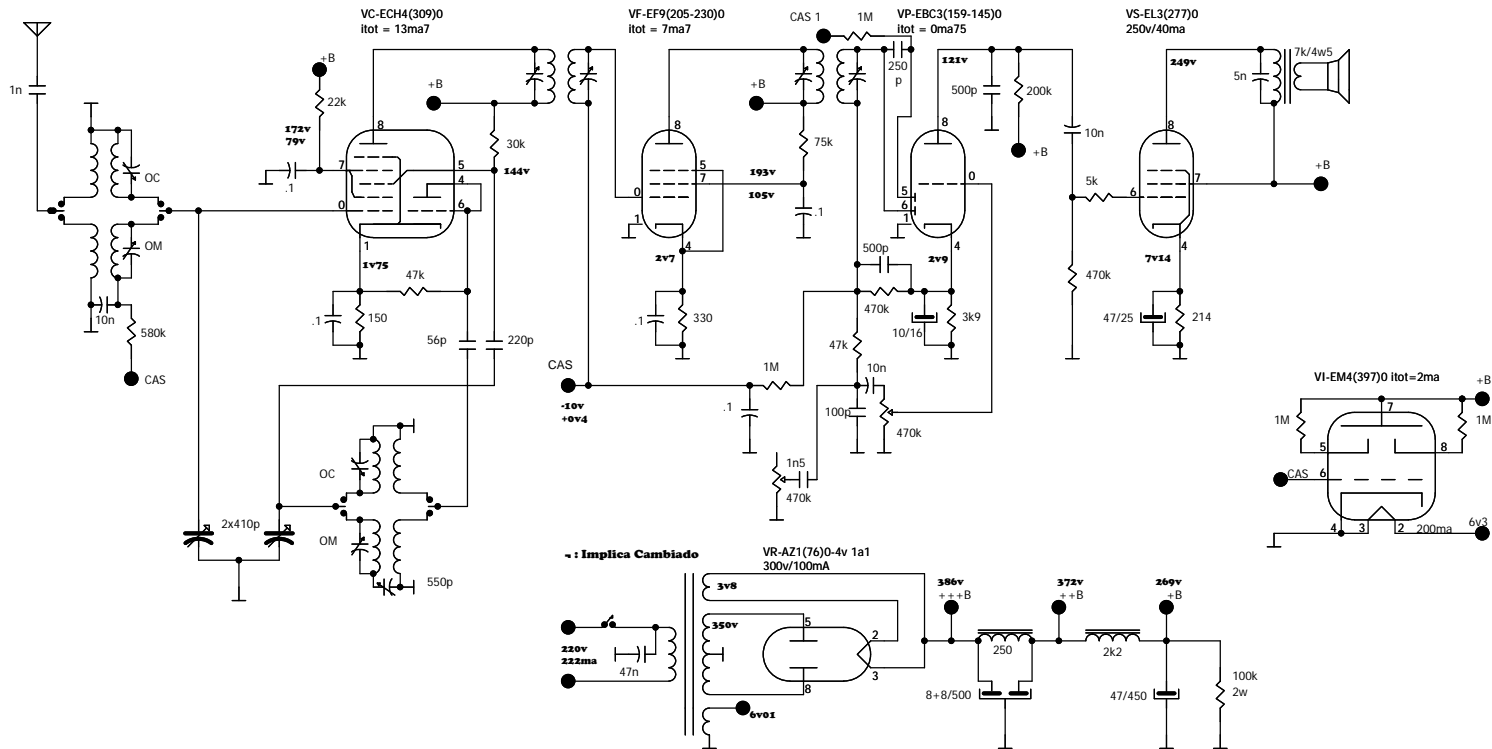 VC-ECH4(309)0
itot = 13ma7
VF-EF9(205-230)0
itot = 7ma7
CAS 1
1M
VP-EBC3(159-145)0
itot = 0ma75
VS-EL3(277)0
250v/40ma
1n
+B
22k
172v
79v
.1
7
8
0
1
5
4
6
1v75
+B
30k
144v
OC
OM
10n
580k
CAS
47k
150
.1
56p
220p
8
0
1
4
5
7
2v7
.1
330
193v
105v
+B
75k
.1
250
p
121v
8
5
6
1
0
4
2v9
500p
200k
+B
500p
470k
10/16
3k9
47k
10n
100p
470k
1n5
470k
1M
.1
CAS
-10v
+0v4
10n
5k
470k
249v
8
6
7
4
7v14
47/25
214
5n
7k/4w5
+B
VI-EM4(397)0 itot=2ma
+B
1M
7
1M
5
8
CAS
6
4
3
2
200ma
6v3
2x410p
OC
OM
550p
¬ : Implica Cambiado
VR-AZ1(76)0-4v 1a1
300v/100mA
3v8
350v
5
2
3
8
220v
222ma
47n
6v01
386v
+++B
372v
++B
269v
+B
250
2k2
8+8/500
47/450
100k
2w